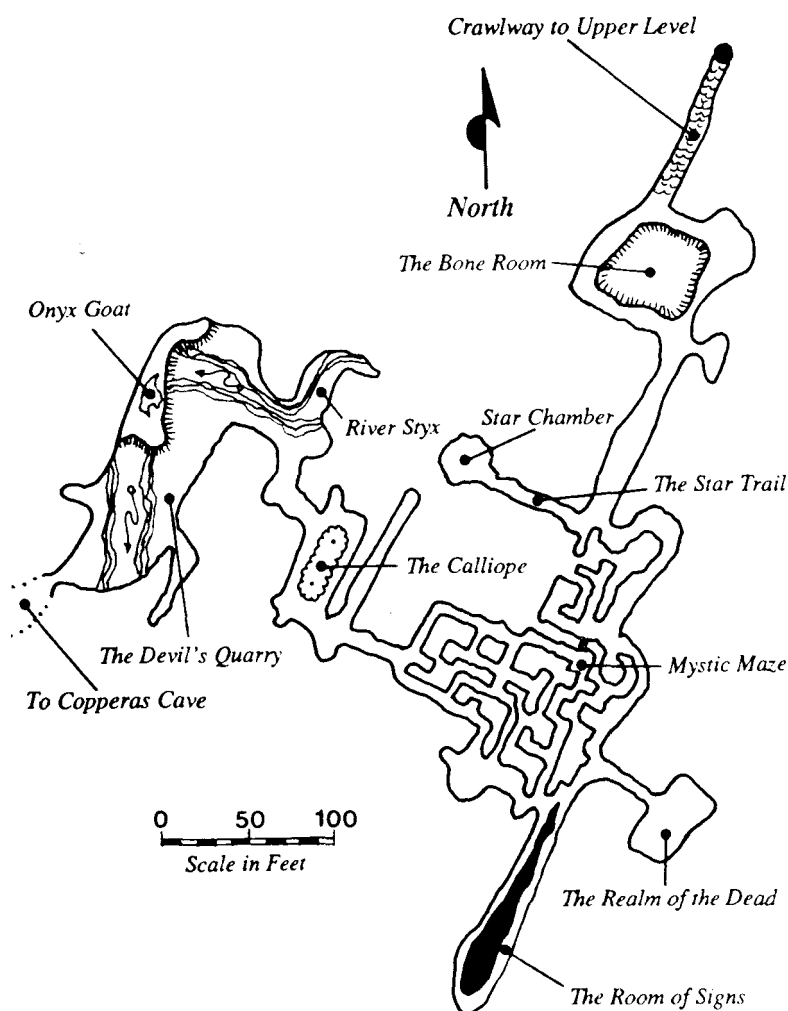 Crawlway to Upper Level
North
The Bone Room
Onyx Goat
River Styx
Star Chamber
The Star Trail
The Calliope
The Devil's Quarry
Mystic Maze
To Copperas Cave
0 50 100
Scale in Feet
The Realm of the Dead
The Room of Signs